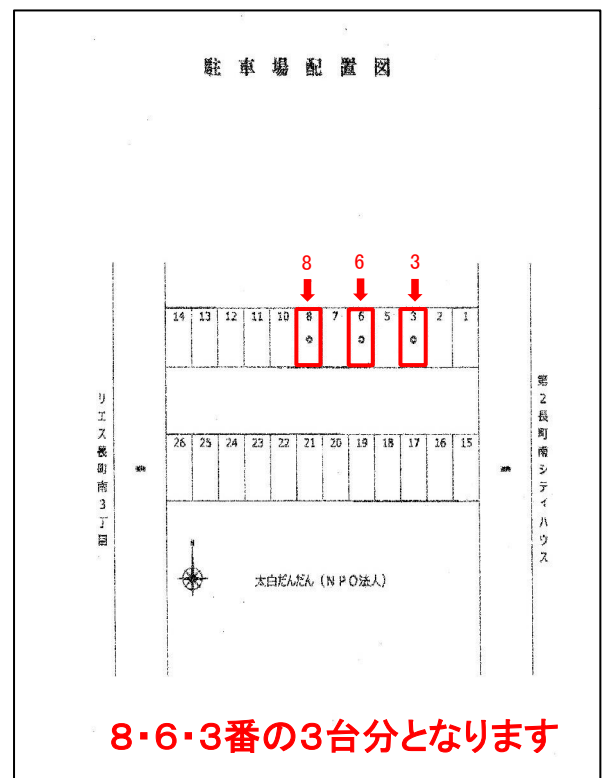 駐車場配置図
8 6 3
14 13 12 11 10 8 7 6 5 3 2 1
26 25 24 23 22 21 20 19 18 17 16 15
リエス長町南3丁目
第2長町南シティハウス
N
太白だんだん（NPO法人）
8・6・3番の3台分となります